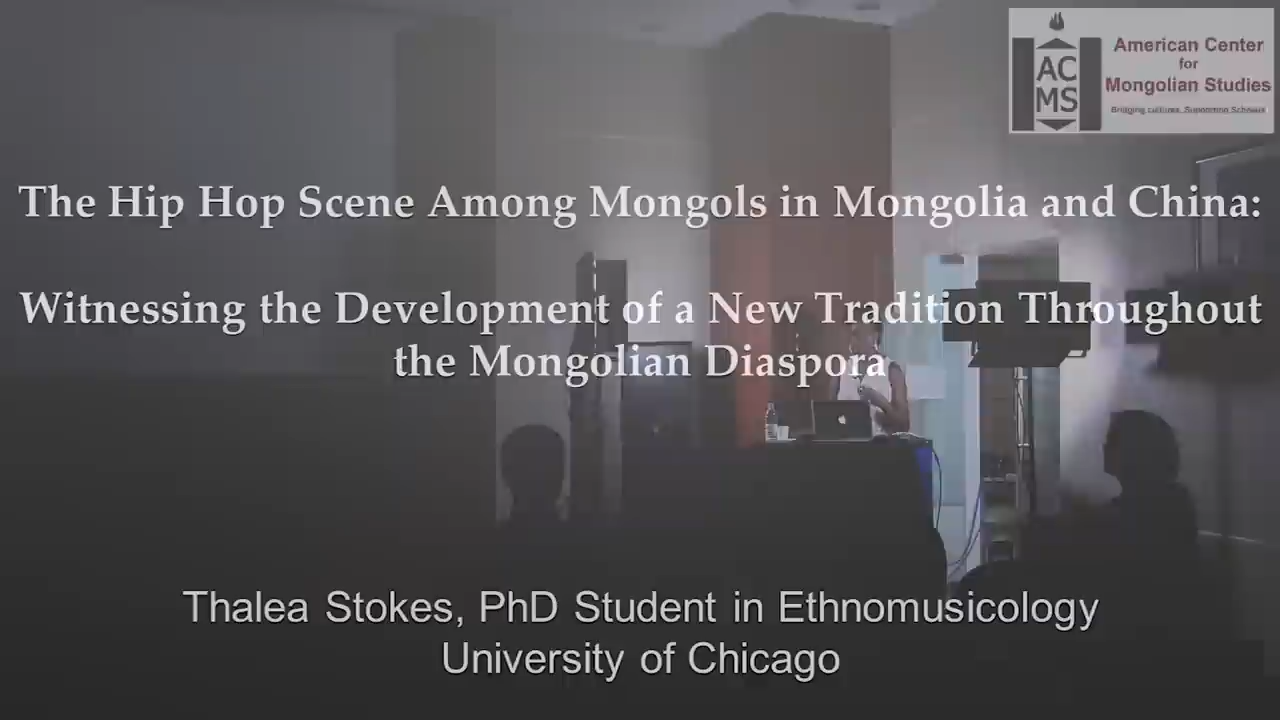 American Center
for
Mongolian Studies
Bridging cultures, Supporting Scholars
AC
MS
The Hip Hop Scene Among Mongols in Mongolia and China:
Witnessing the Development of a New Tradition Throughout
the Mongolian Diaspora
Thalea Stokes, PhD Student in Ethnomusicology
University of Chicago